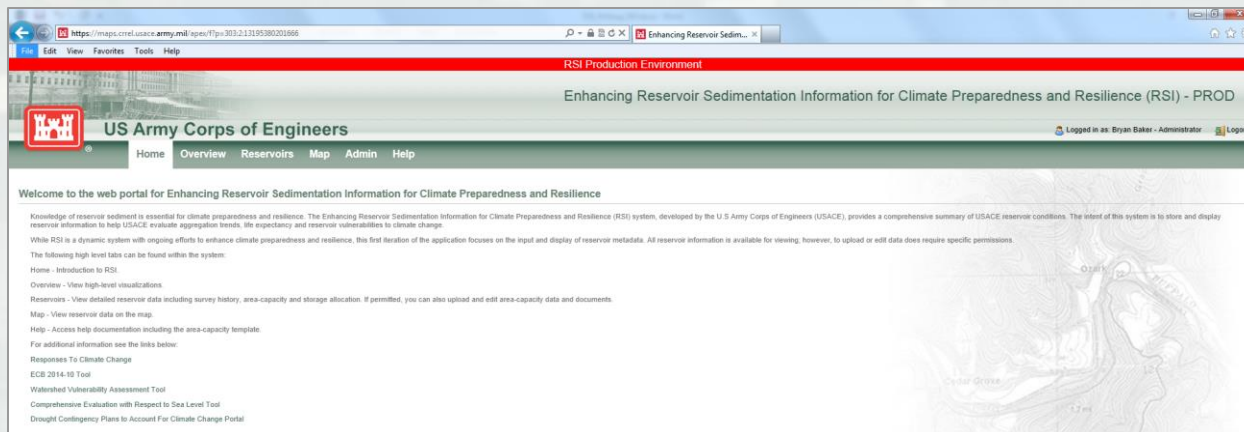 https://maps.crrel.usace.army.mil/apex/f?p=303:2:13195380201666
Enhancing Reservoir Sedim...
File Edit View Favorites Tools Help
RSI Production Environment
Enhancing Reservoir Sedimentation Information for Climate Preparedness and Resilience (RSI) - PROD
US Army Corps of Engineers
®
Logged in as: Bryan Baker - Administrator
Home Overview Reservoirs Map Admin Help
Welcome to the web portal for Enhancing Reservoir Sedimentation Information for Climate Preparedness and Resilience
Knowledge of reservoir sediment is essential for climate preparedness and resilience. The Enhancing Reservoir Sedimentation Information for Climate Preparedness and Resilience (RSI) system, developed by the U.S Army Corps of Engineers (USACE), provides a comprehensive summary of USACE reservoir conditions. The intent of this system is to store and display
reservoir information to help USACE evaluate aggregation trends, life expectancy and reservoir vulnerabilities to climate change.
While RSI is a dynamic system with ongoing efforts to enhance climate preparedness and resilience, this first iteration of the application focuses on the input and display of reservoir metadata. All reservoir information is available for viewing; however, to upload or edit data does require specific permissions.
The following high level tabs can be found within the system:
Home - Introduction to RSI.
Overview - View high-level visualizations.
Reservoirs - View detailed reservoir data including survey history, area-capacity and storage allocation. If permitted, you can also upload and edit area-capacity data and documents.
Map - View reservoir data on the map.
Help - Access help documentation including the area-capacity template.
For additional information see the links below:
Responses To Climate Change
ECB 2014-10 Tool
Watershed Vulnerability Assessment Tool
Comprehensive Evaluation with Respect to Sea Level Tool
Drought Contingency Plans to Account For Climate Change Portal
Cedar Grove